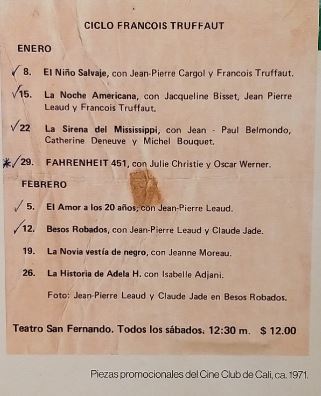 CICLO FRANCOIS TRUFFAUT
ENERO
8. El Niño Salvaje, con Jean-Pierre Cargol y Francois Truffaut.
15. La Noche Americana, con Jacqueline Bisset, Jean Pierre
Leaud y Francois Truffaut.
22 La Sirena del Mississippi, con Jean - Paul Belmondo,
Catherine Deneuve y Michel Bouquet.
29. FAHRENHEIT 451, con Julie Christie y Oscar Werner.
FEBRERO
5. El Amor a los 20 años, con Jean-Pierre Leaud.
12. Besos Robados, con Jean-Pierre Leaud y Claude Jade.
19. La Novia vestía de negro, con Jeanne Moreau.
26. La Historia de Adela H. con Isabelle Adjani.
Foto: Jean-Pierre Leaud y Claude Jade en Besos Robados.
Teatro San Fernando. Todos los sábados. 12:30 m. $ 12.00
Piezas promocionales del Cine Club de Cali, ca. 1971.